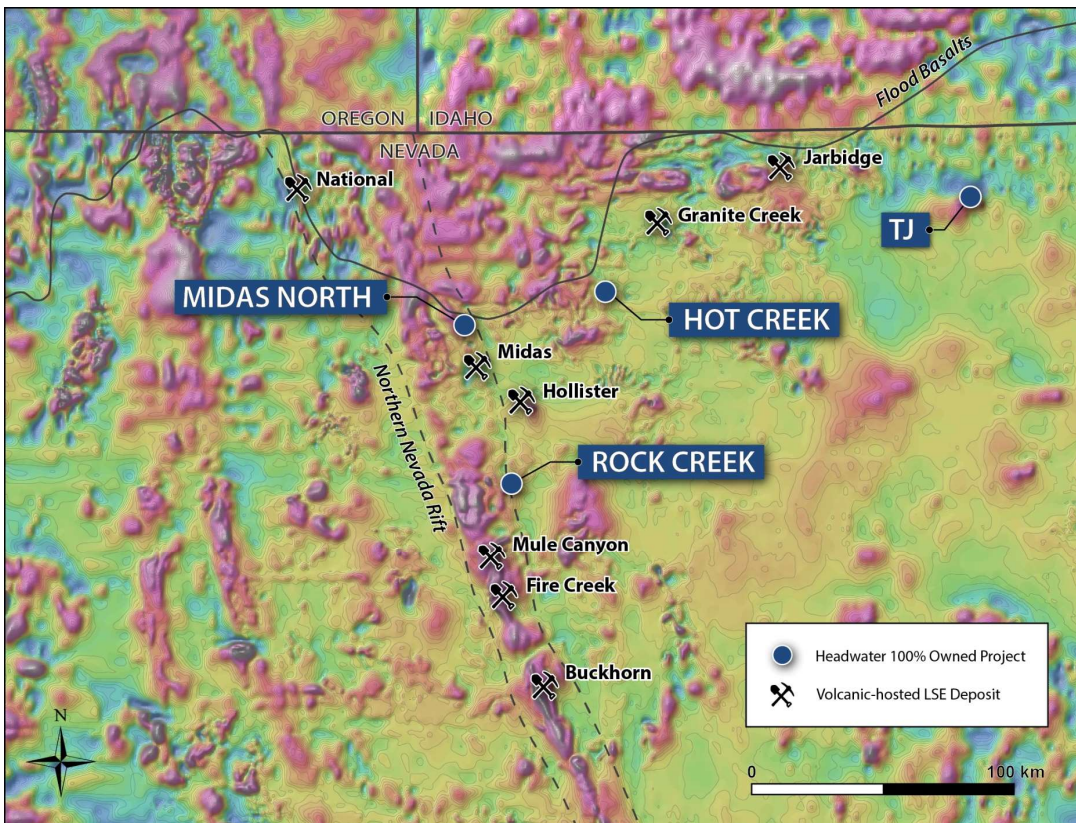 Flood Basalts
OREGON
IDAHO
NEVADA
Jarbidge
National
Granite Creek
TJ
MIDAS NORTH
HOT CREEK
Midas
Hollister
Northern Nevada Rift
ROCK CREEK
Mule Canyon
Fire Creek
Buckhorn
Headwater 100% Owned Project
Volcanic-hosted LSE Deposit
N
0
100 km